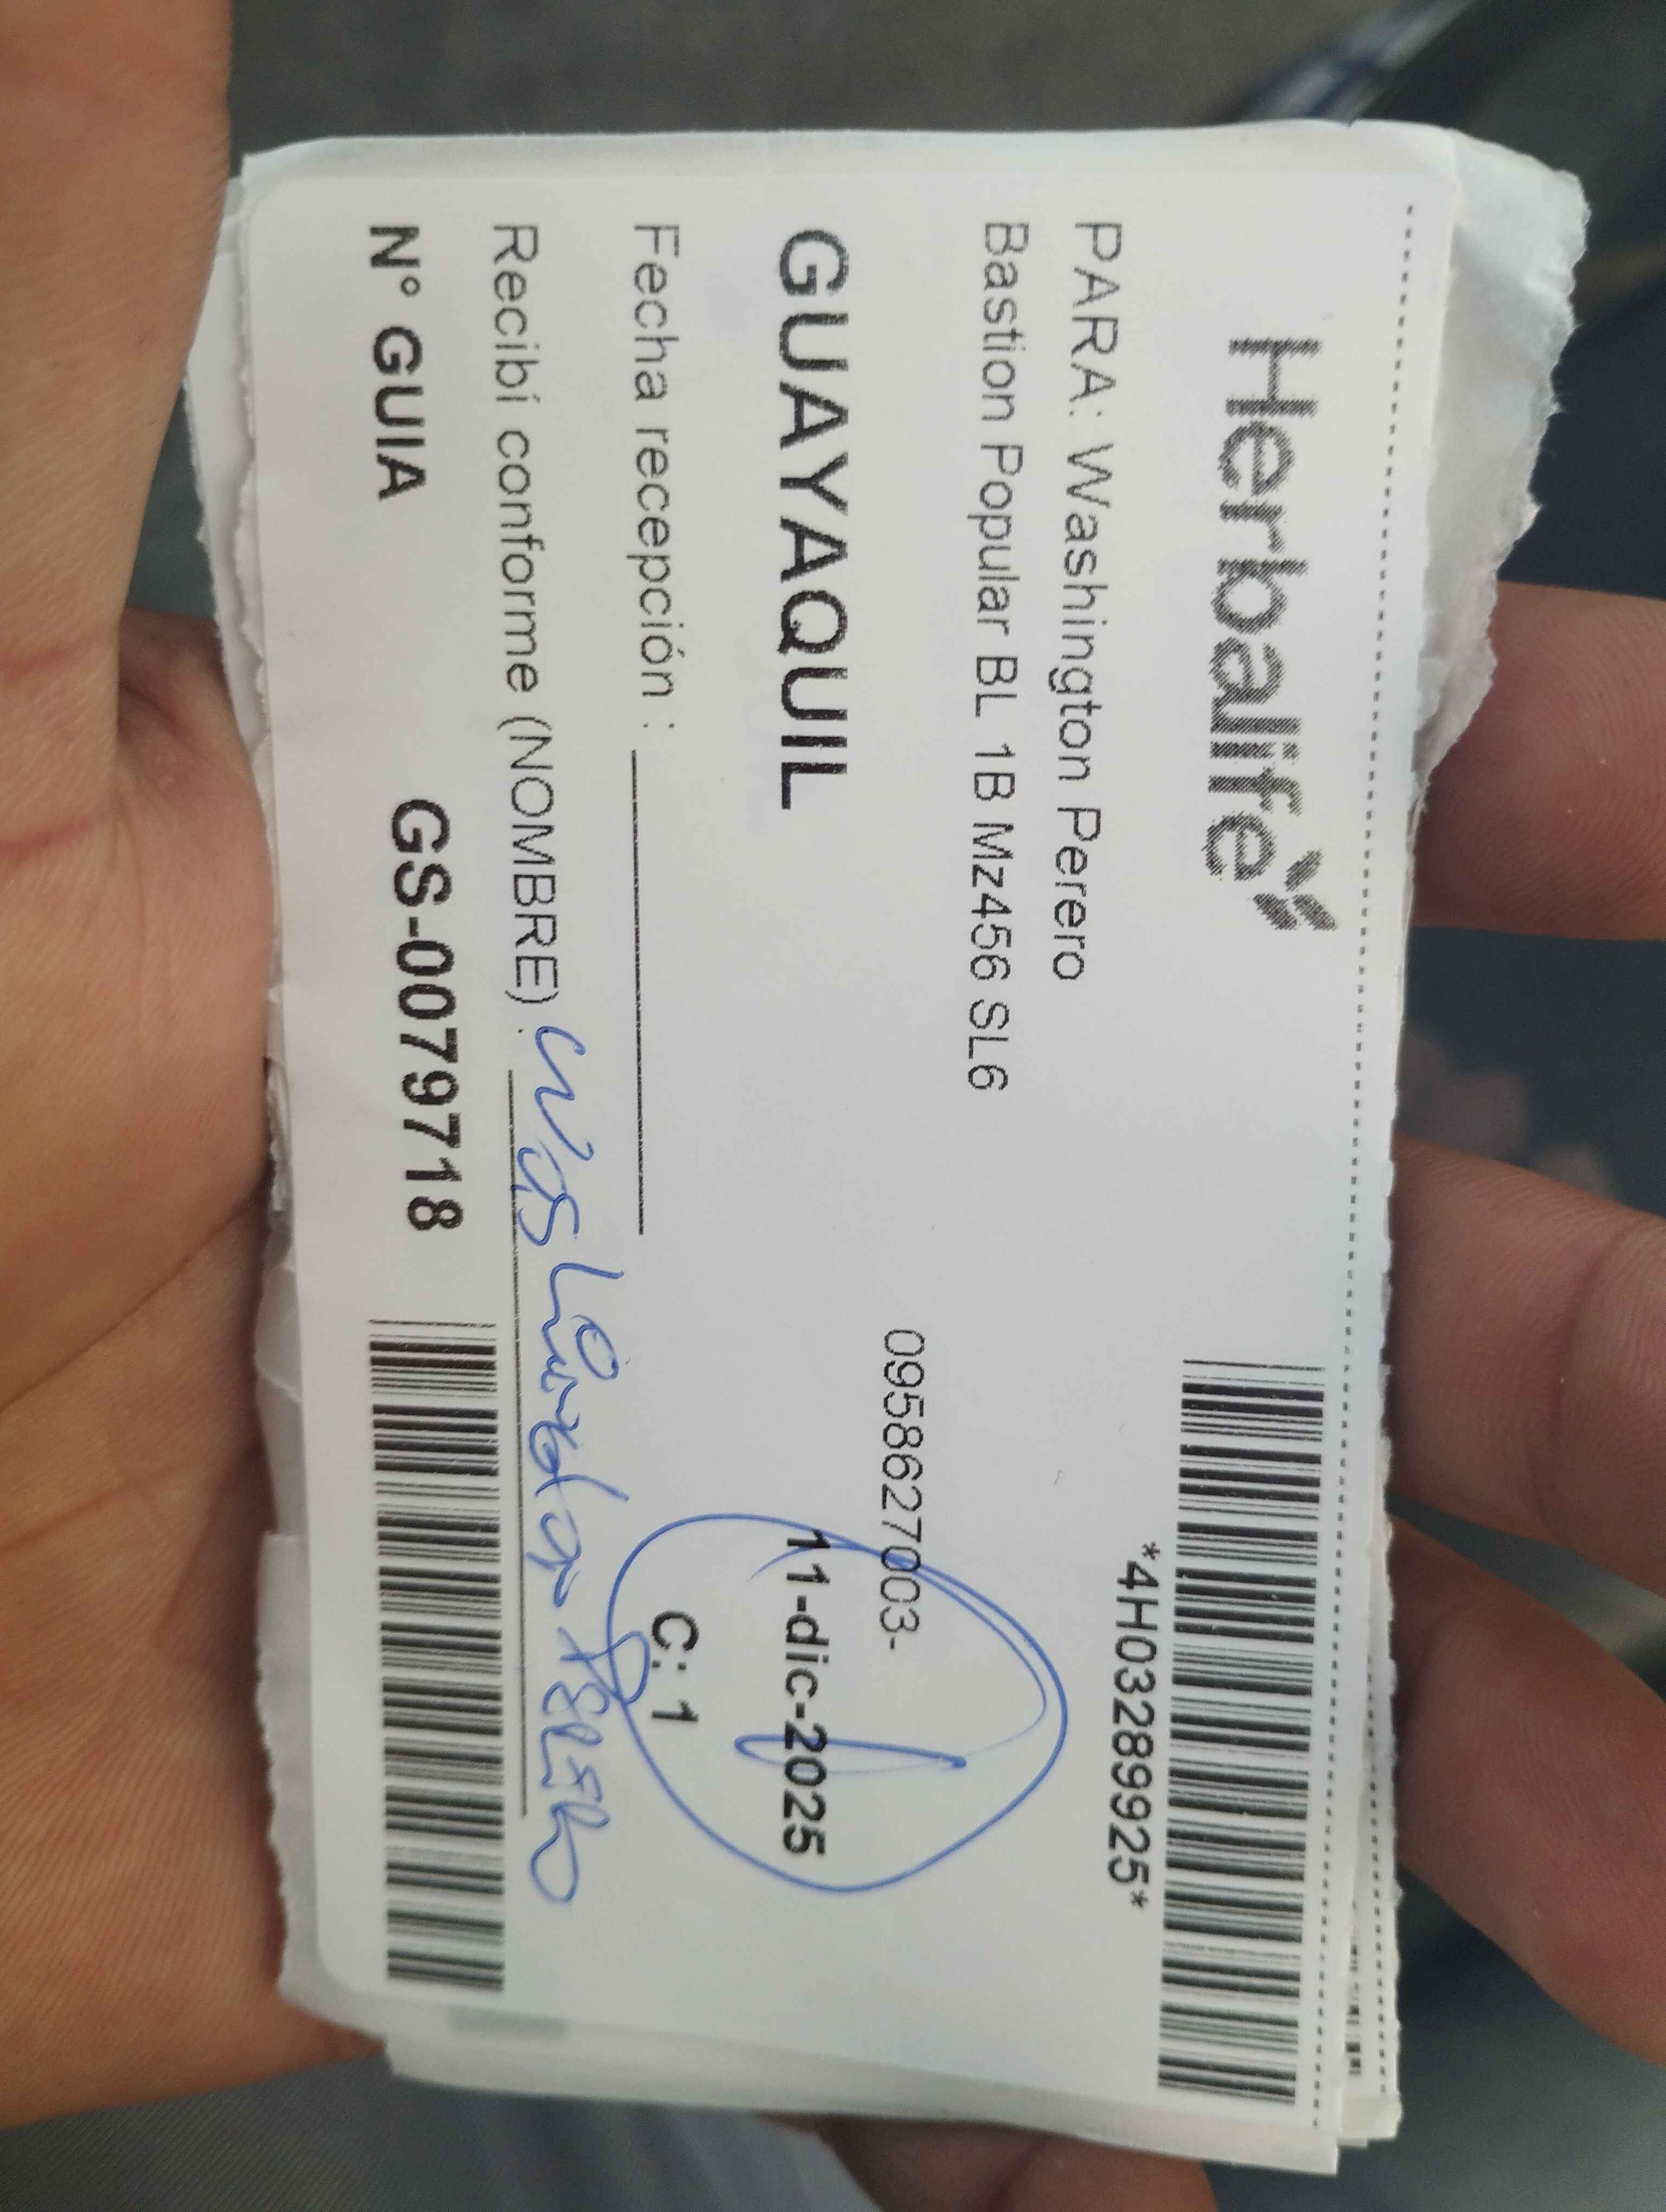 Herbalife
*4H03289925*
PARA: Washington Perero
Bastion Popular BL 1B Mz456 SL6
0958627003-
GUAYAQUIL
11-dic-2025
Fecha recepción :
C: 1
Recibí conforme (NOMBRE) :
N° GUIA
GS-0079718